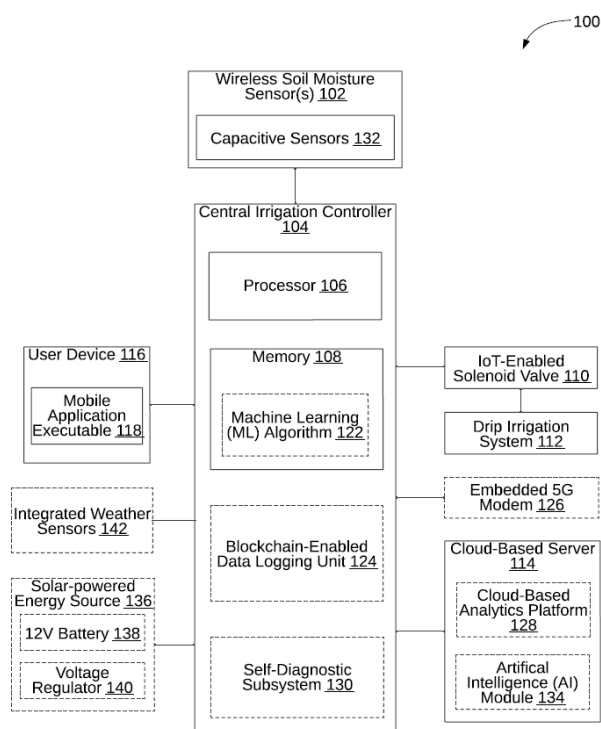 100
Wireless Soil Moisture
Sensor(s) 102
Capacitive Sensors 132
Central Irrigation Controller
104
Processor 106
User Device 116
Mobile
Application
Executable 118
Memory 108
Machine Learning
(ML) Algorithm 122
IoT-Enabled
Solenoid Valve 110
Drip Irrigation
System 112
Integrated Weather
Sensors 142
Blockchain-Enabled
Data Logging Unit 124
Embedded 5G
Modem 126
Solar-powered
Energy Source 136
12V Battery 138
Voltage
Regulator 140
Self-Diagnostic
Subsystem 130
Cloud-Based Server
114
Cloud-Based
Analytics Platform
128
Artifical
Intelligence (AI)
Module 134